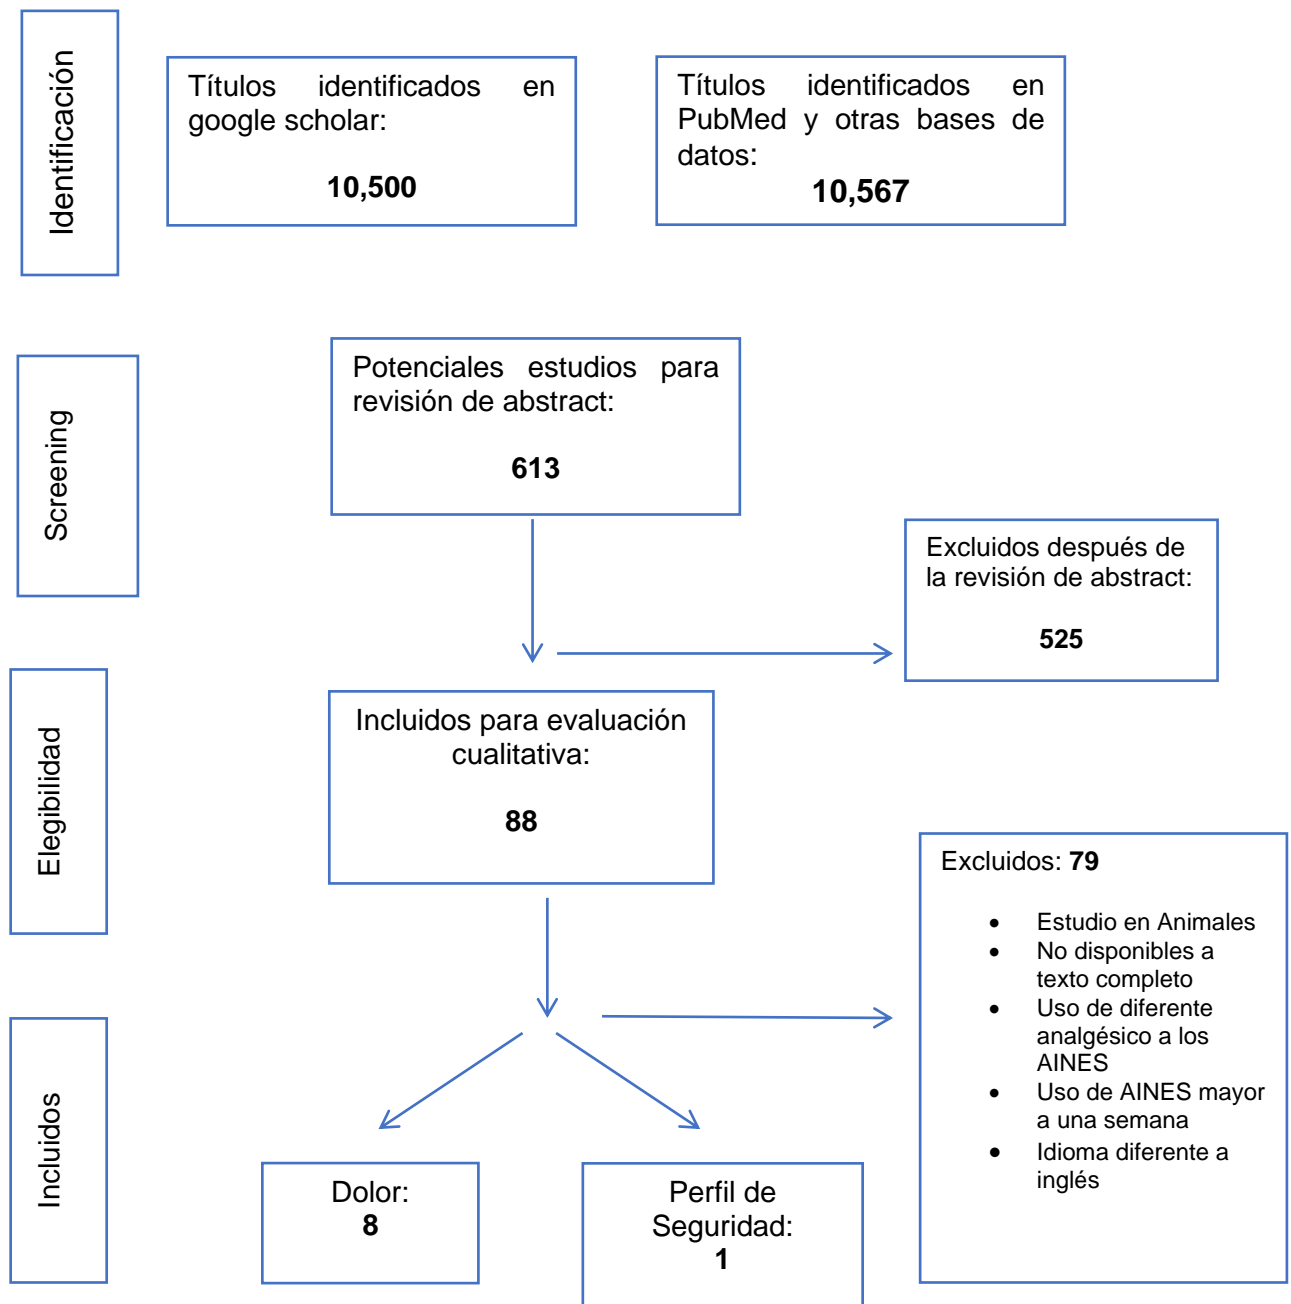 Identificación
Títulos identificados en
google scholar:
10,500
Títulos identificados en
PubMed y otras bases de
datos:
10,567
Screening
Potenciales estudios para
revisión de abstract:
613
Excluidos después de
la revisión de abstract:
525
Elegibilidad
Incluidos para evaluación
cualitativa:
88
Excluidos: 79
• Estudio en Animales
• No disponibles a
texto completo
• Uso de diferente
analgésico a los
AINES
• Uso de AINES mayor
a una semana
• Idioma diferente a
inglés
Incluidos
Dolor:
8
Perfil de
Seguridad:
1